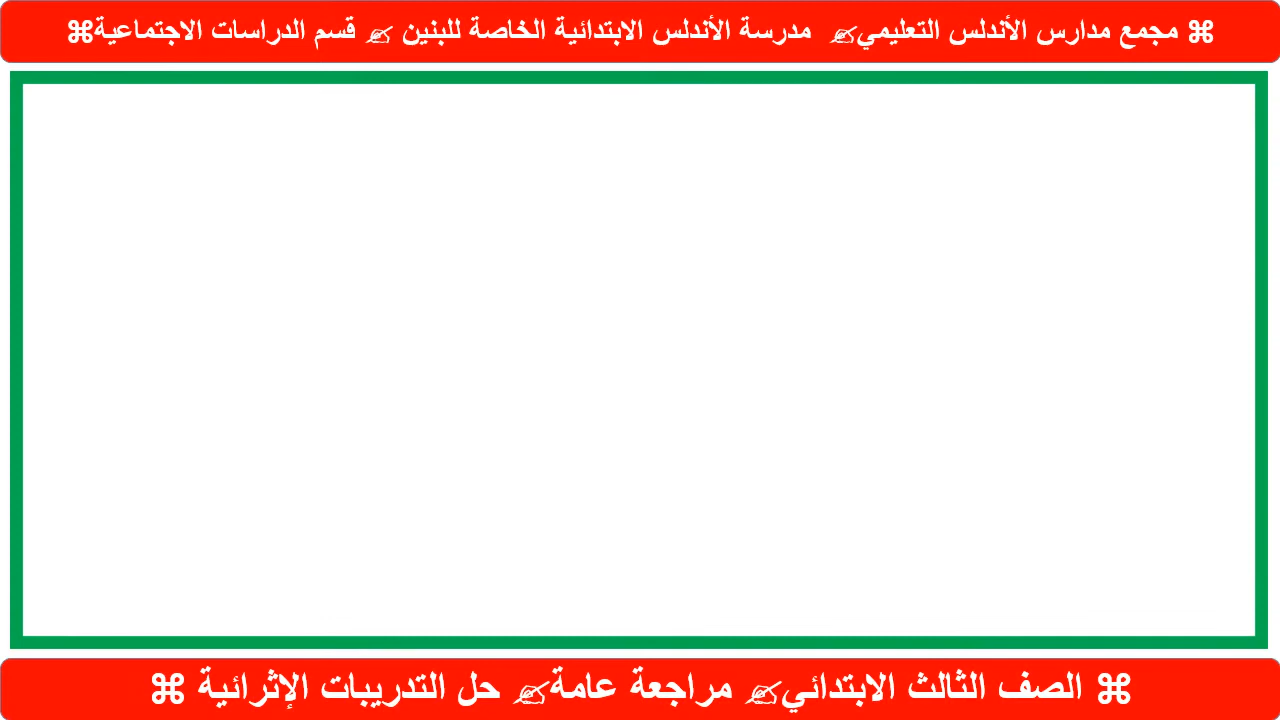 ⌘ مجمع مدارس الأندلس التعليمي✍ مدرسة الأندلس الابتدائية الخاصة للبنين ✍ قسم الدراسات الاجتماعية⌘
⌘ الصف الثالث الابتدائي✍ مراجعة عامة✍ حل التدريبات الإثرائية ⌘